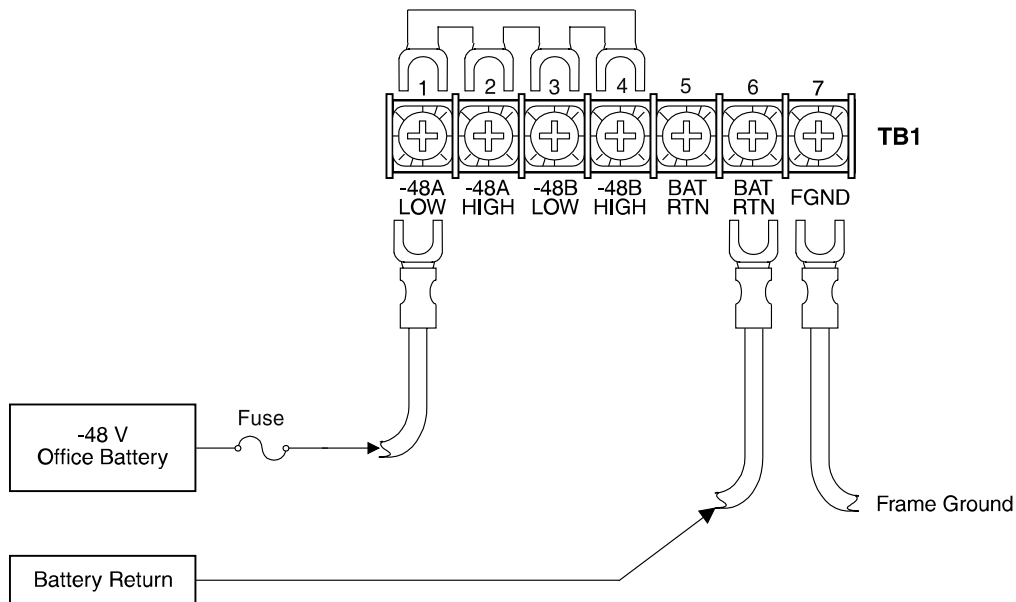 1 2 3 4 5 6 7
TB1
-48A LOW
-48A HIGH
-48B LOW
-48B HIGH
BAT RTN
BAT RTN
FGND
-48 V
Office Battery
Fuse
Frame Ground
Battery Return